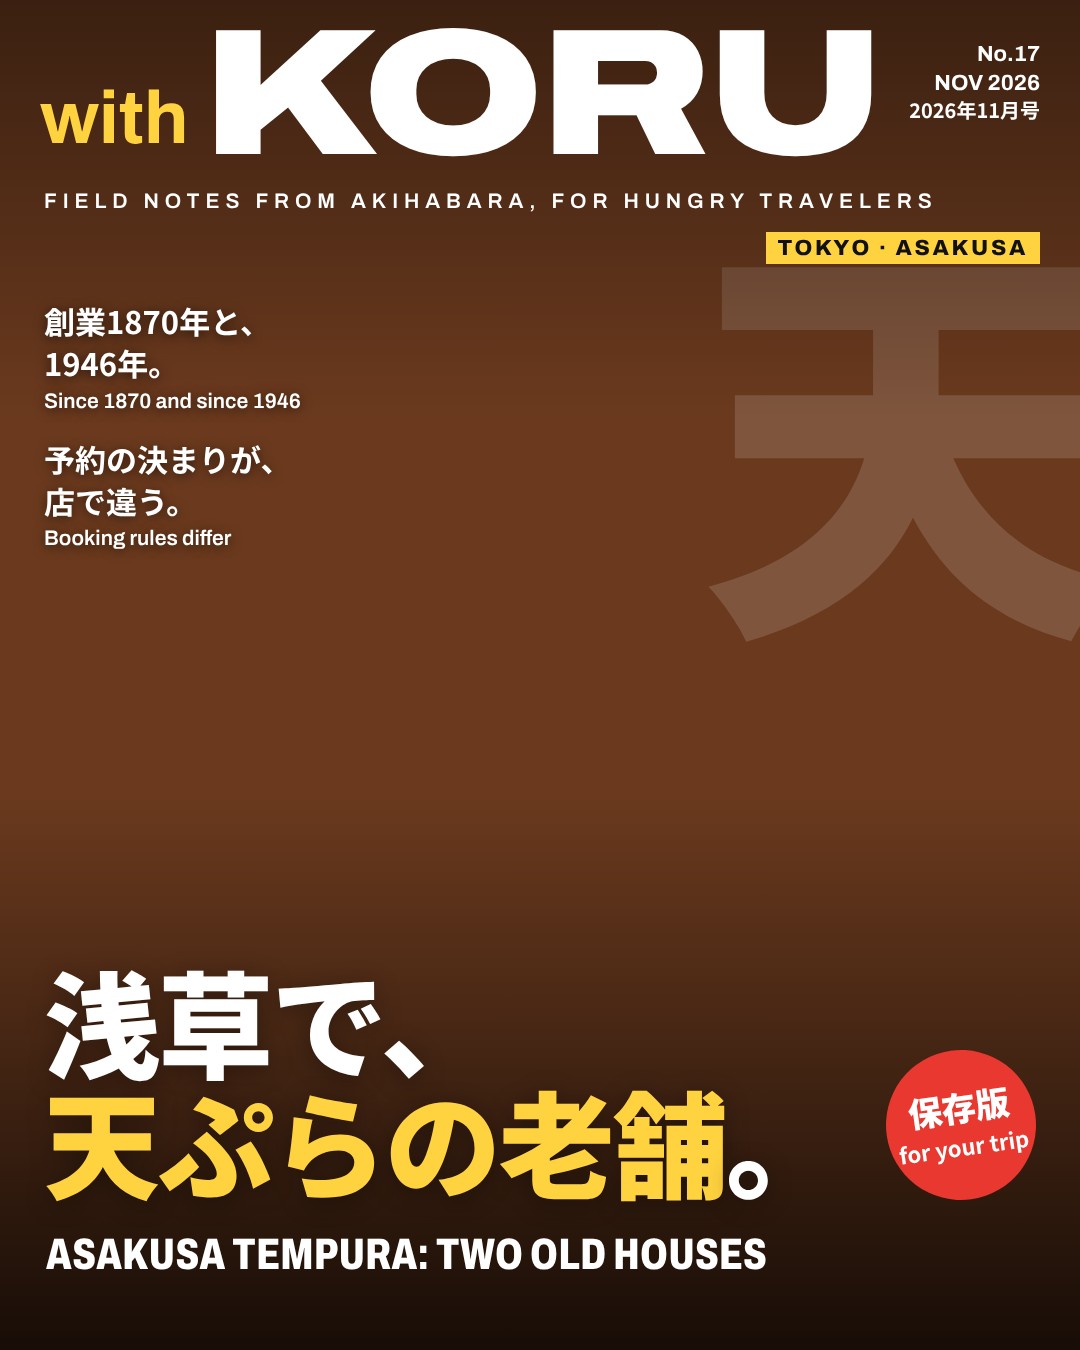 with KORU
No.17
NOV 2026
2026年11月号
FIELD NOTES FROM AKIHABARA, FOR HUNGRY TRAVELERS
TOKYO · ASAKUSA
天
創業1870年と、
1946年。
Since 1870 and since 1946
予約の決まりが、
店で違う。
Booking rules differ
浅草で、
天ぷらの老舗。
ASAKUSA TEMPURA: TWO OLD HOUSES
保存版
for your trip